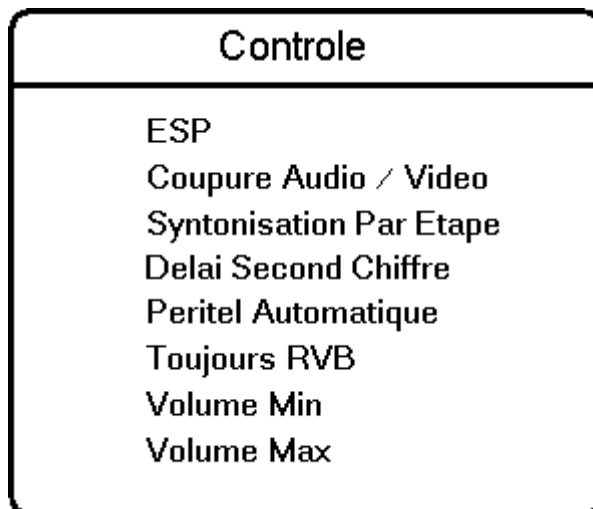 Controle
ESP
Coupure Audio / Video
Syntonisation Par Etape
Delai Second Chiffre
Peritel Automatique
Toujours RVB
Volume Min
Volume Max